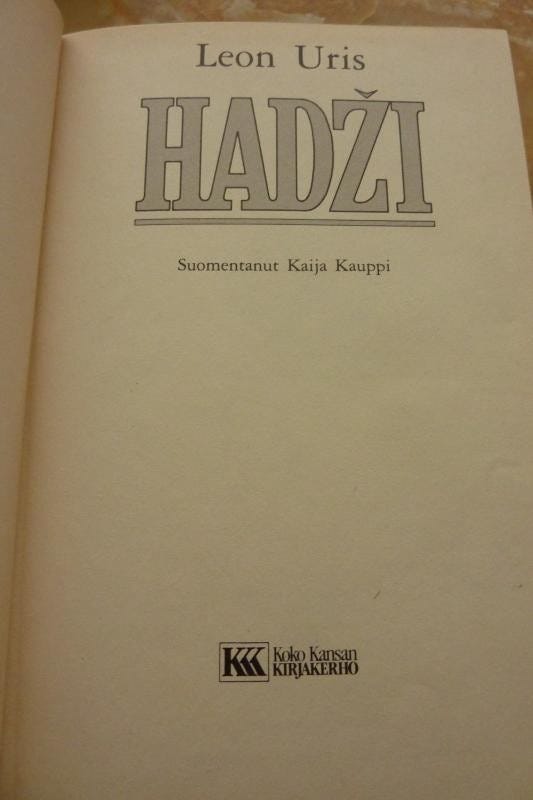 Leon Uris
HADŽI
Suomentanut Kaija Kauppi
KKK Koko Kansan
KIRJAKERHO